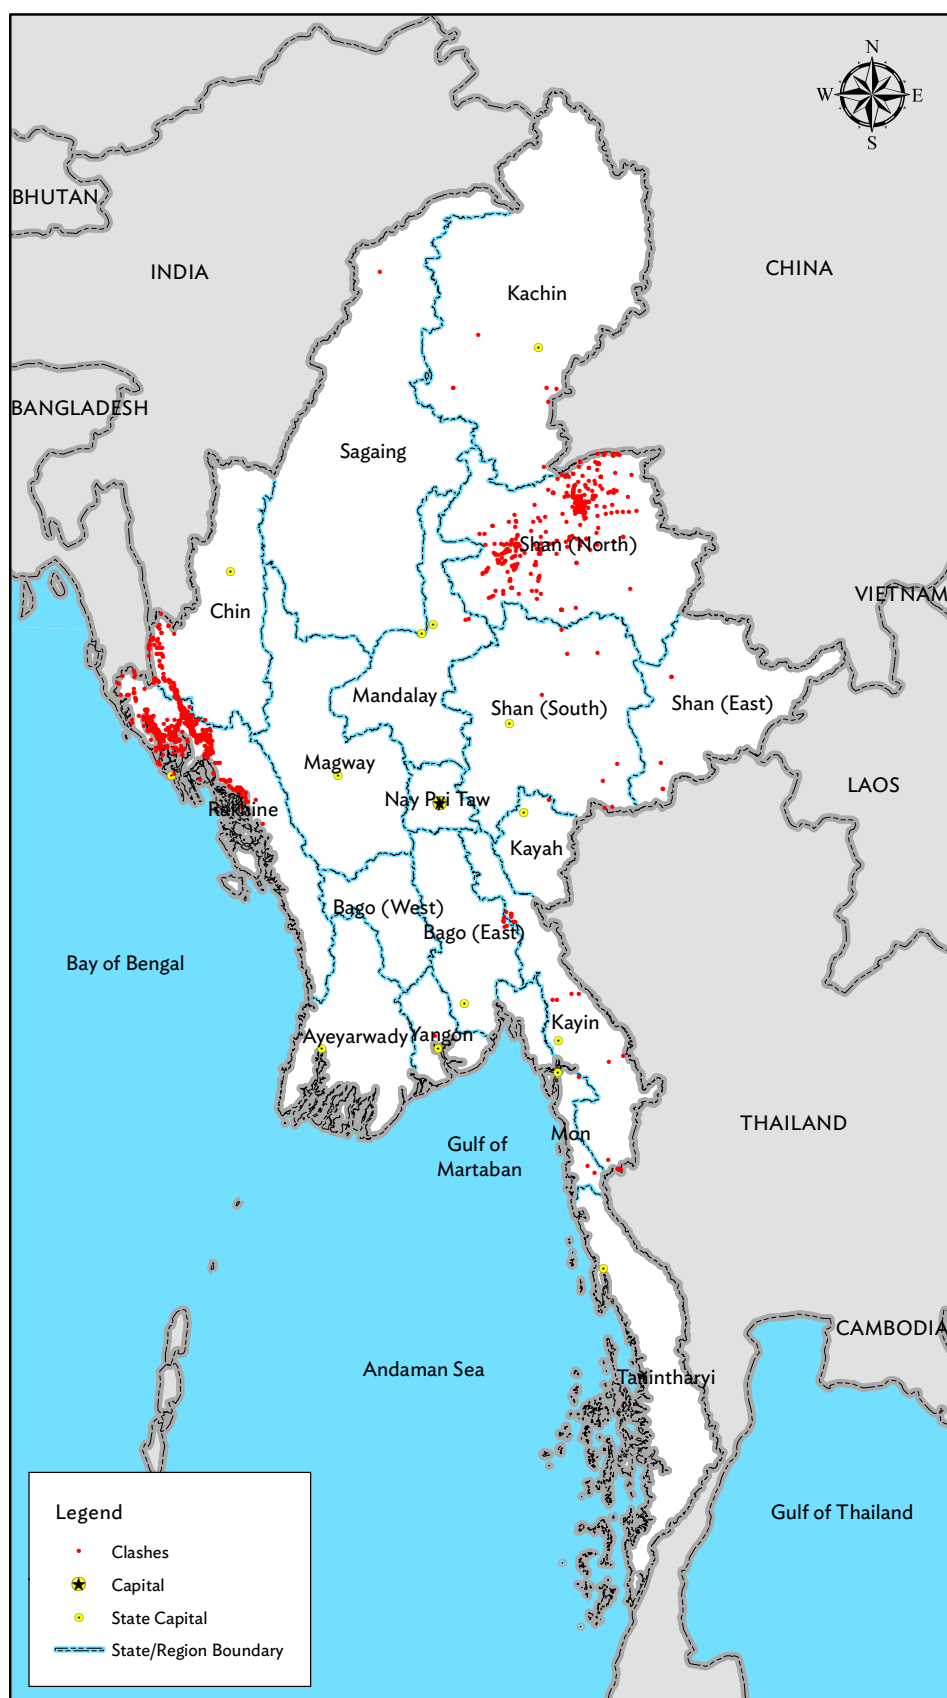 N
W
E
S
BHUTAN
INDIA
CHINA
Kachin
BANGLADESH
Sagaing
Shan (North)
VIETNAM
Chin
Mandalay
Shan (South)
Shan (East)
Magway
Nay Pyi Taw
LAOS
Rakhine
Kayah
Bago (West)
Bago (East)
Bay of Bengal
Kayin
Ayeyarwady
Yangon
THAILAND
Mon
Gulf of
Martaban
CAMBODIA
Andaman Sea
Tanintharyi
Gulf of Thailand
Legend
Clashes
Capital
State Capital
State/Region Boundary